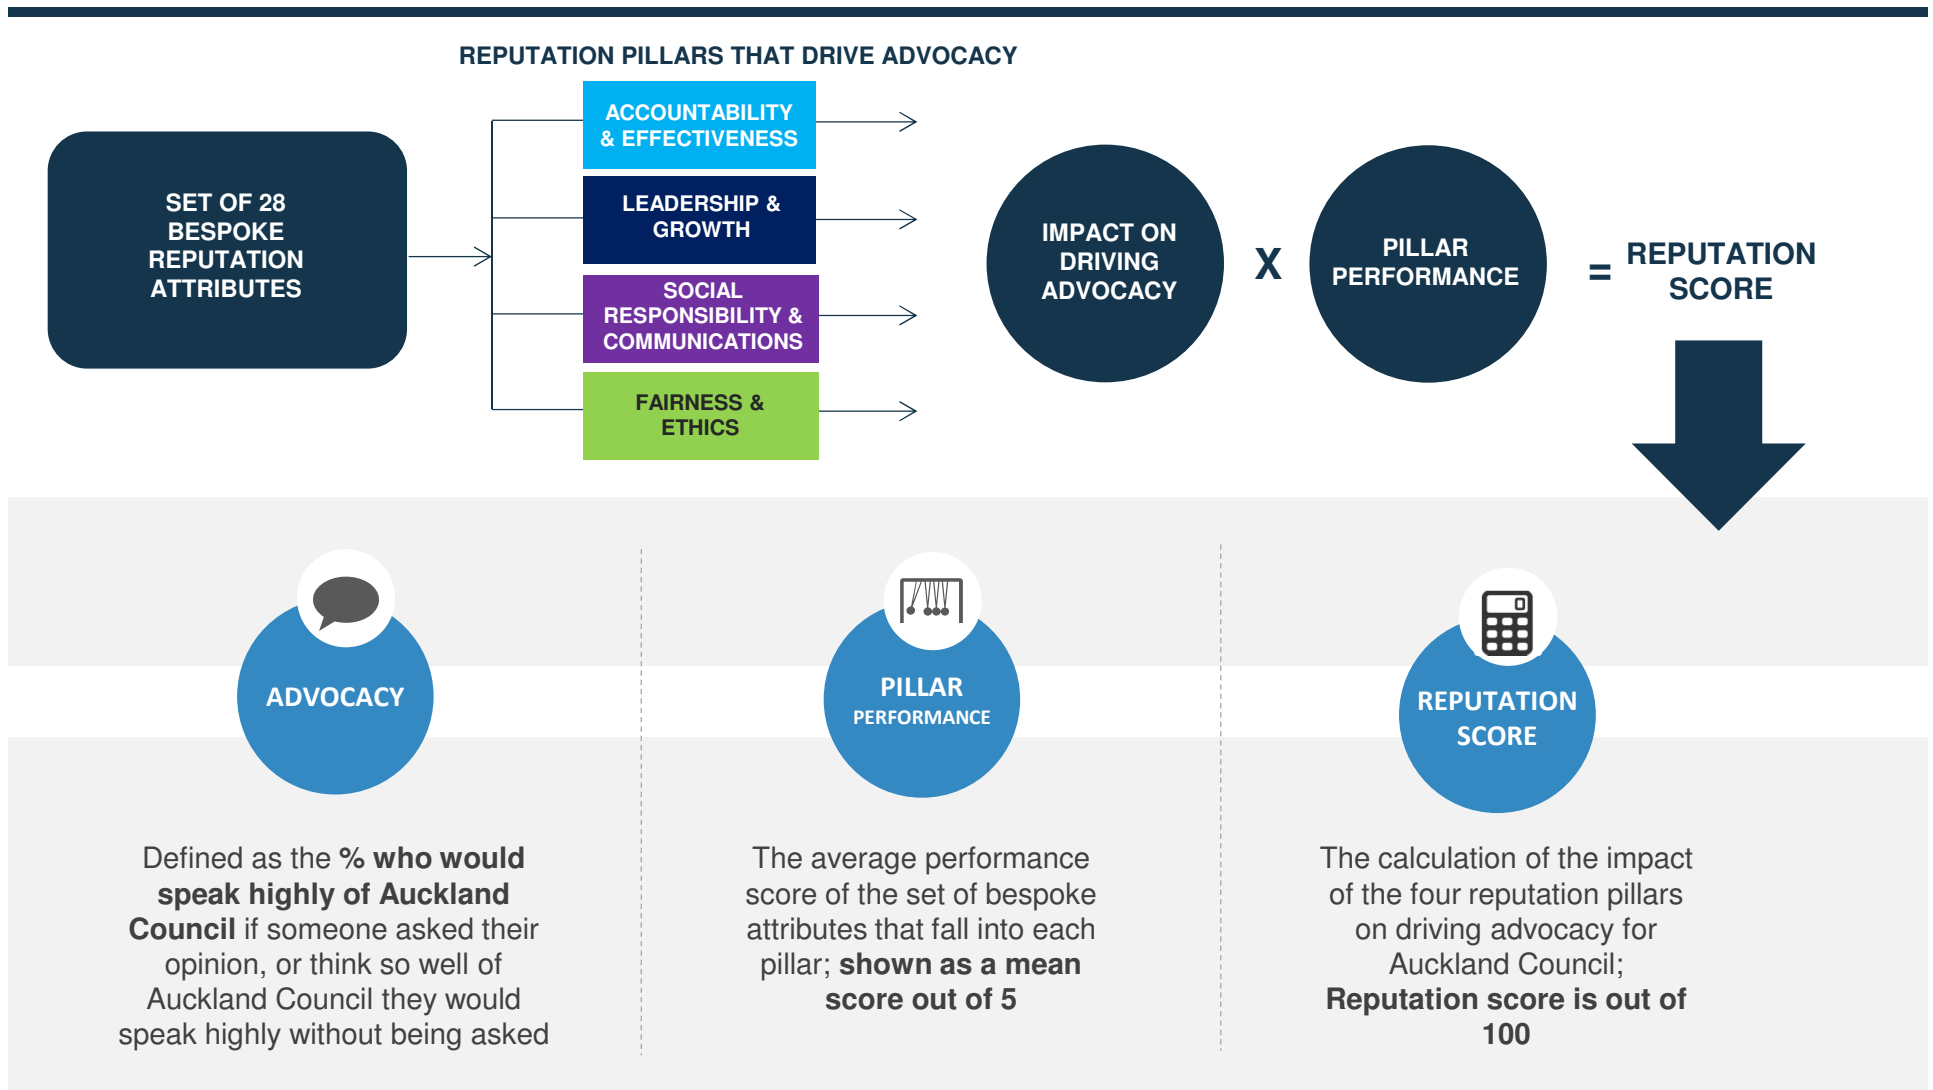 REPUTATION PILLARS THAT DRIVE ADVOCACY
SET OF 28
BESPOKE
REPUTATION
ATTRIBUTES
ACCOUNTABILITY
& EFFECTIVENESS
LEADERSHIP &
GROWTH
SOCIAL
RESPONSIBILITY &
COMMUNICATIONS
FAIRNESS &
ETHICS
IMPACT ON
DRIVING
ADVOCACY
X
PILLAR
PERFORMANCE
=
REPUTATION
SCORE
ADVOCACY
Defined as the % who would
speak highly of Auckland
Council if someone asked their
opinion, or think so well of
Auckland Council they would
speak highly without being asked
PILLAR
PERFORMANCE
The average performance
score of the set of bespoke
attributes that fall into each
pillar; shown as a mean
score out of 5
REPUTATION
SCORE
The calculation of the impact
of the four reputation pillars
on driving advocacy for
Auckland Council;
Reputation score is out of
100